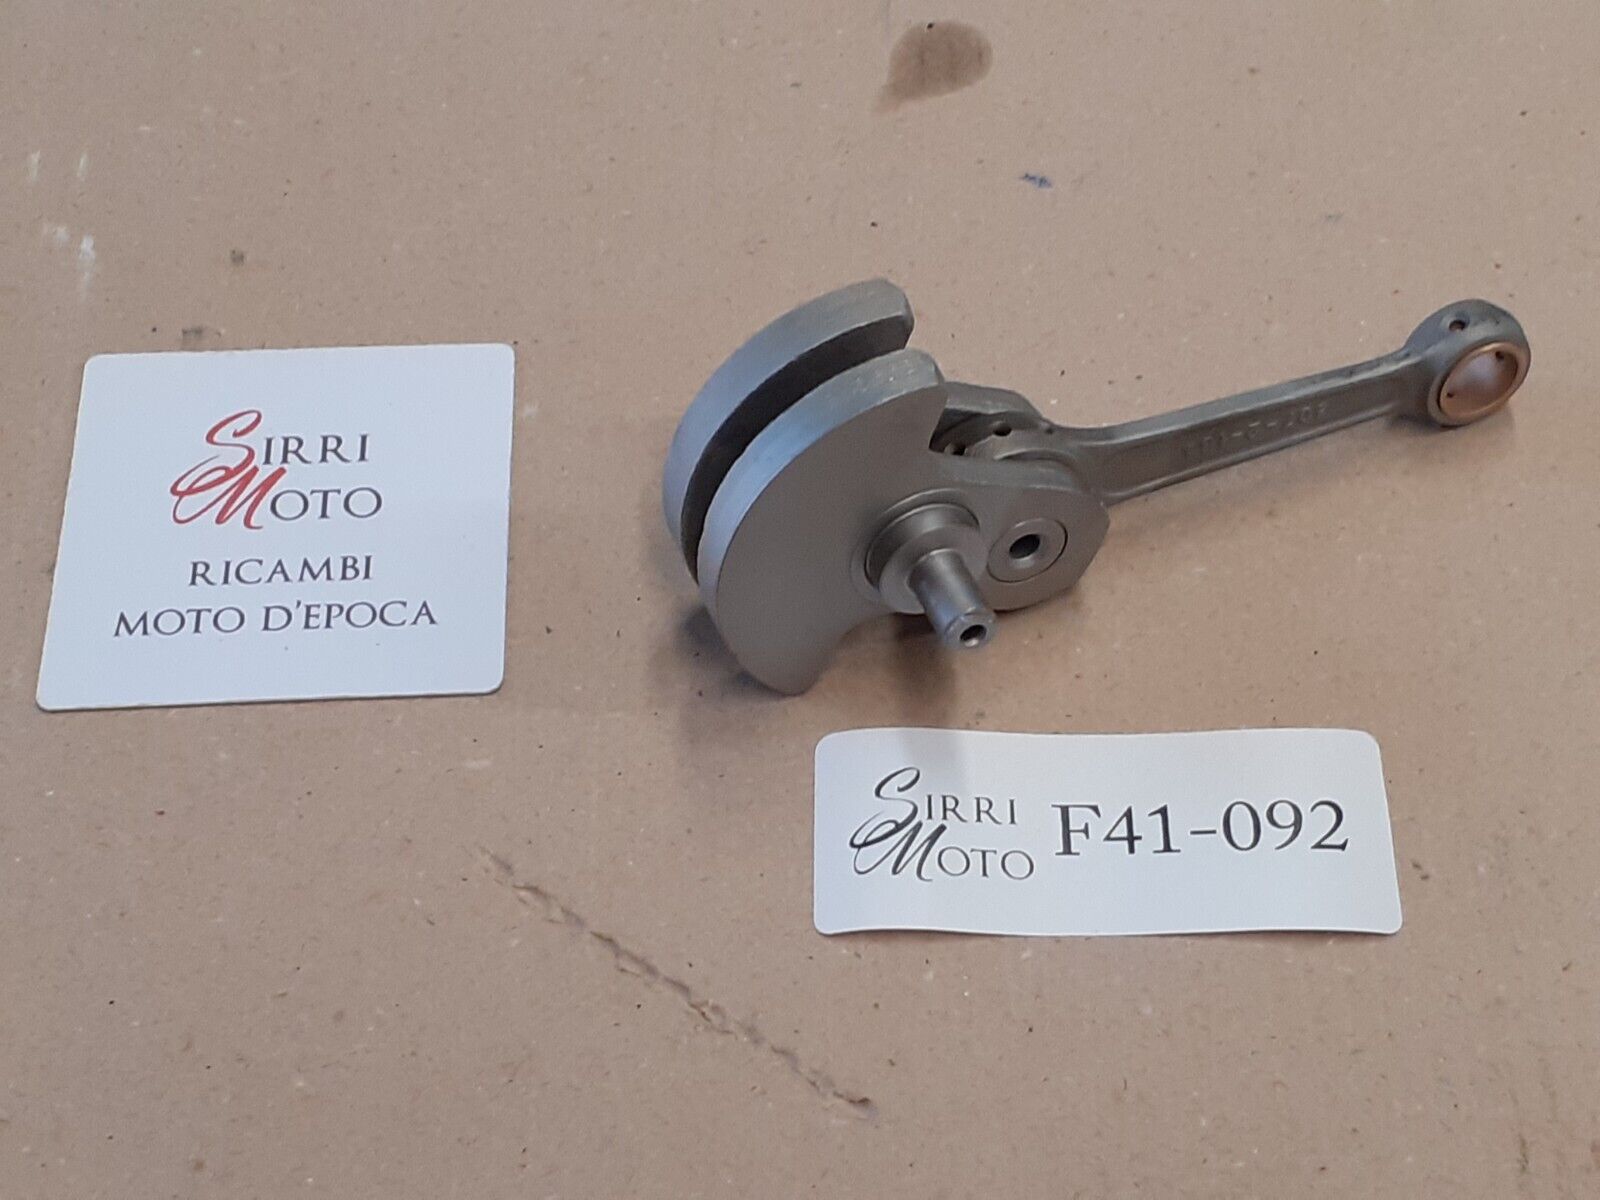 SIRRI
MOTO
RICAMBI
MOTO D'EPOCA
SIRRI
MOTO
F41-092